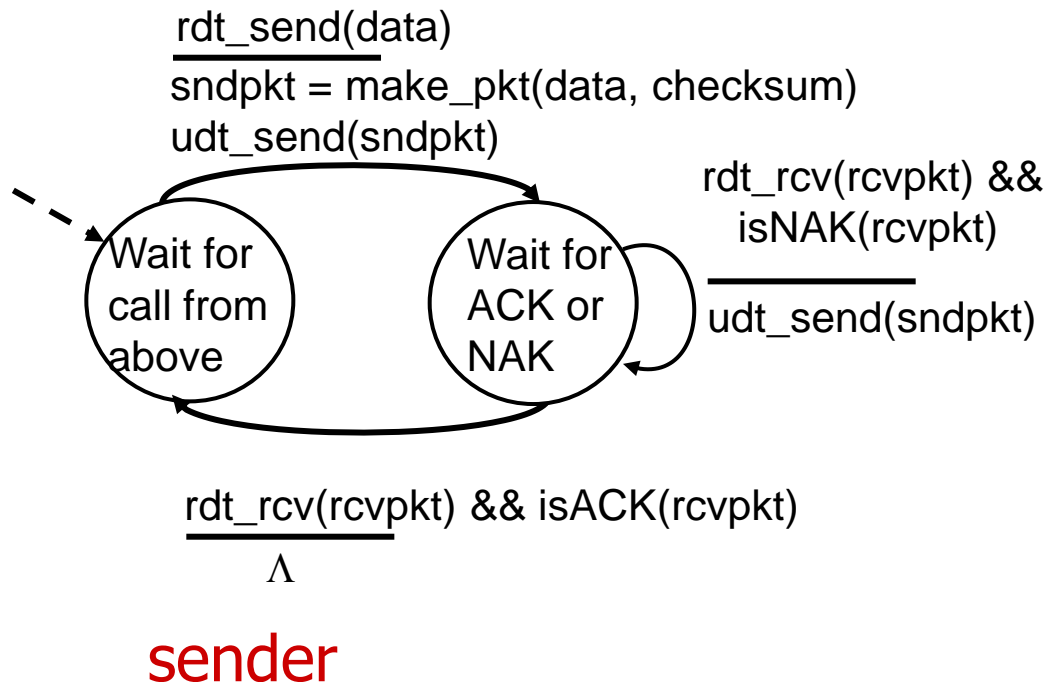 rdt_send(data)
sndpkt = make_pkt(data, checksum)
udt_send(sndpkt)
rdt_rcv(rcvpkt) &&
isNAK(rcvpkt)
udt_send(sndpkt)
Wait for
call from
above
Wait for
ACK or
NAK
rdt_rcv(rcvpkt) && isACK(rcvpkt)
Λ
sender